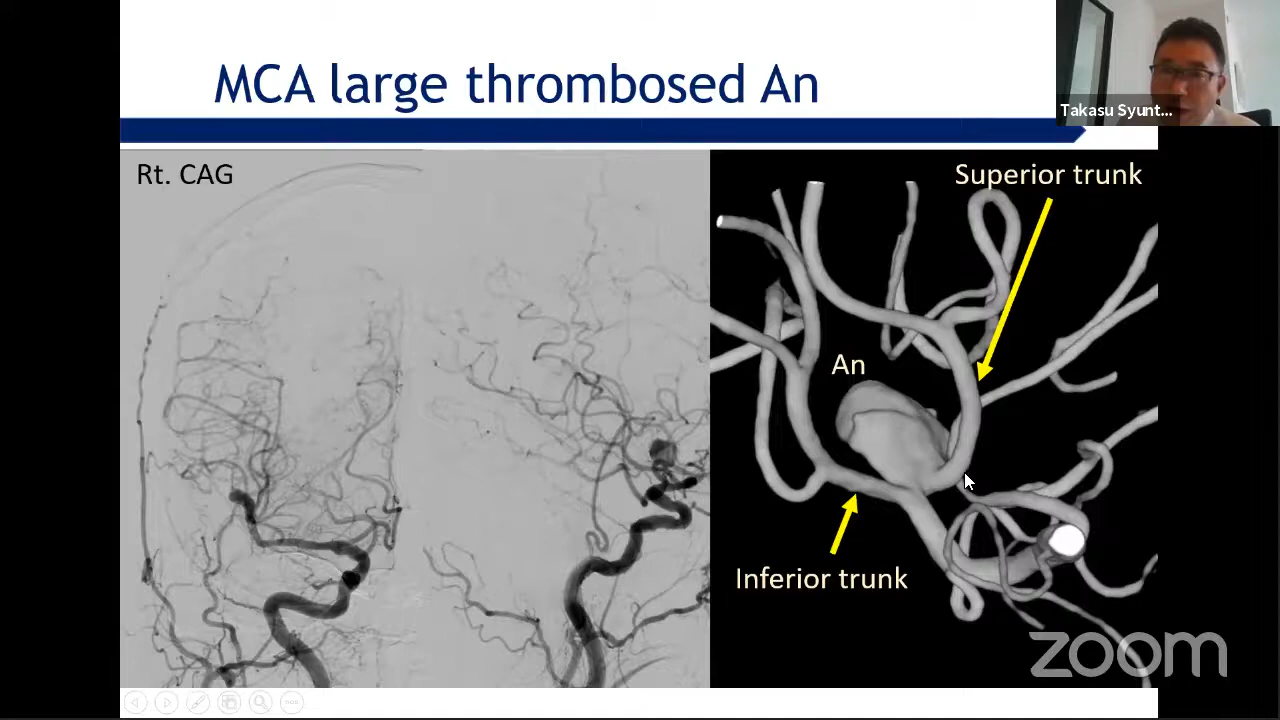 MCA large thrombosed An
Takasu Syunt...
Rt. CAG
Superior trunk
An
Inferior trunk
zoom